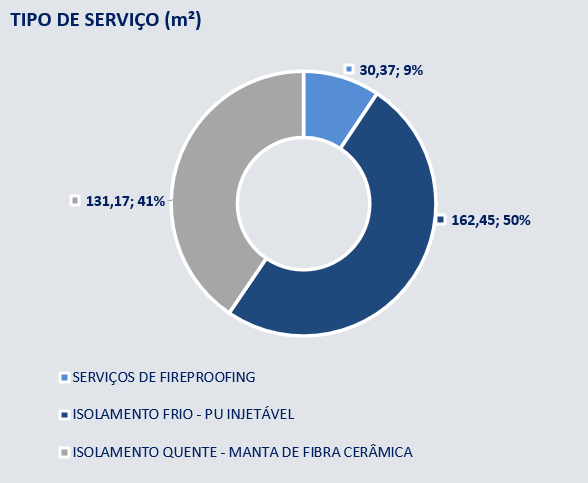 TIPO DE SERVIÇO (m²)
30,37; 9%
131,17; 41%
162,45; 50%
SERVIÇOS DE FIREPROOFING
ISOLAMENTO FRIO - PU INJETÁVEL
ISOLAMENTO QUENTE - MANTA DE FIBRA CERÂMICA